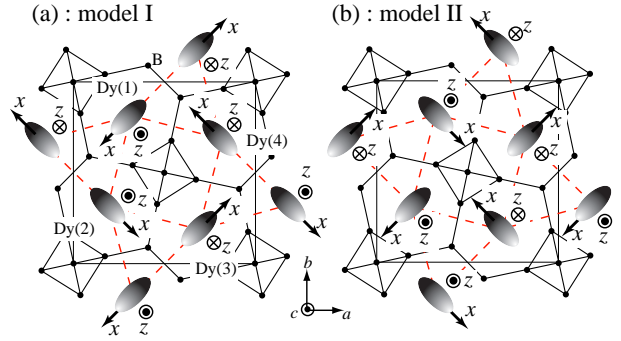 (a) : model I
(b) : model II
x
B
⊗ z
x
⊗ z
Dy(1)
z
x
x
z
⊗
x
⊙ z
⊗ z
Dy(4)
x
⊙
z
x
⊗
z
x
⊗
z
⊙ z
x
x
⊙ z
x
Dy(2)
x
⊗ z
Dy(3)
z
⊙
x
x
z
⊙
x
⊗
z
x
⊙
z
x
⊙
z
b
c
a
⊙ z
x